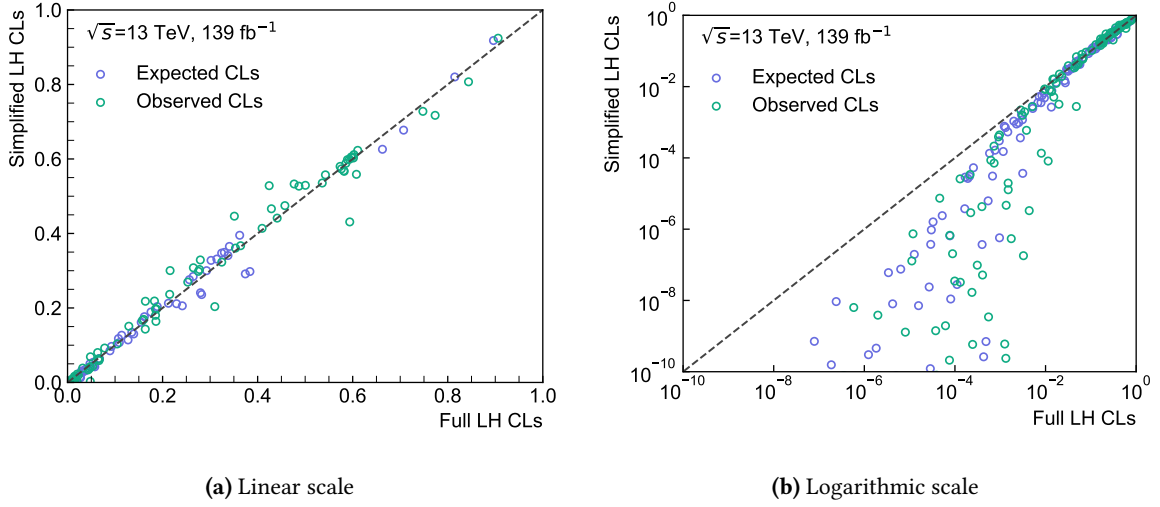 √s=13 TeV, 139 fb⁻¹
Expected CLs
Observed CLs
Simplified LH CLs
1.0
0.8
0.6
0.4
0.2
0.0
0.0 0.2 0.4 0.6 0.8 1.0
Full LH CLs
(a) Linear scale
√s=13 TeV, 139 fb⁻¹
Expected CLs
Observed CLs
Simplified LH CLs
10⁰
10⁻²
10⁻⁴
10⁻⁶
10⁻⁸
10⁻¹⁰
10⁻¹⁰ 10⁻⁸ 10⁻⁶ 10⁻⁴ 10⁻² 10⁰
Full LH CLs
(b) Logarithmic scale